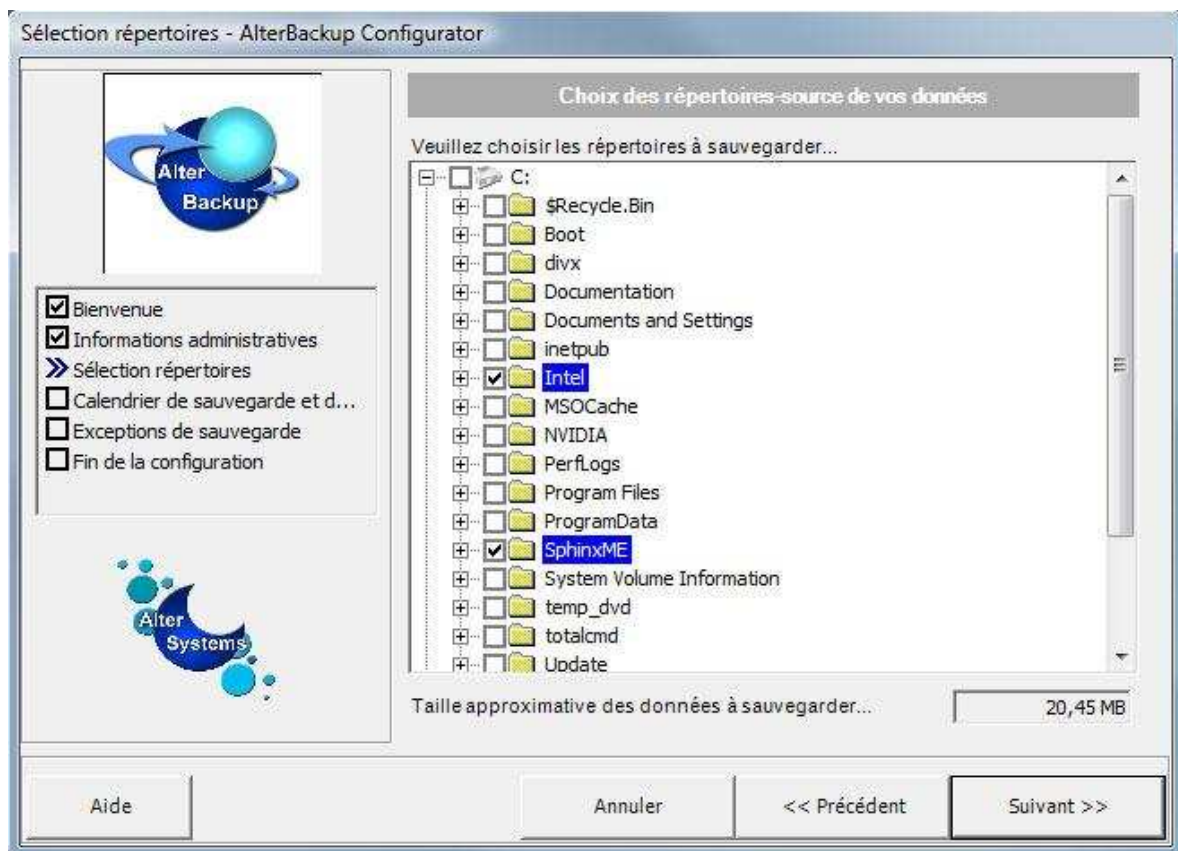 Sélection répertoires - AlterBackup Configurator
Alter
Backup
Bienvenue
Informations administratives
Sélection répertoires
Calendrier de sauvegarde et d...
Exceptions de sauvegarde
Fin de la configuration
Alter
Systems
Choix des répertoires-source de vos données
Veuillez choisir les répertoires à sauvegarder...
C:
$Recycle.Bin
Boot
divx
Documentation
Documents and Settings
inetpub
Intel
MSOCache
NVIDIA
PerfLogs
Program Files
ProgramData
SphinxME
System Volume Information
temp_dvd
totalcmd
Update
Taille approximative des données à sauvegarder... 20,45 MB
Aide Annuler << Précédent Suivant >>